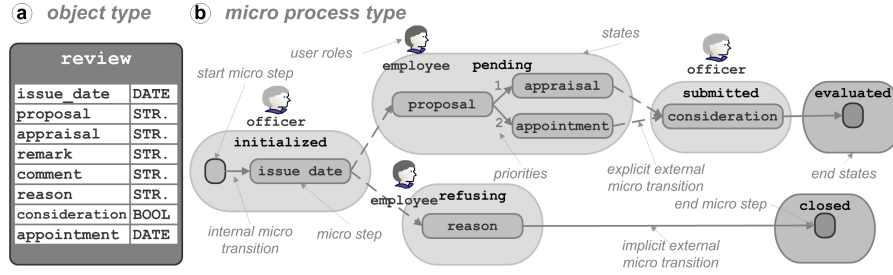 a object type
b micro process type
review
issue_date DATE
proposal STR.
appraisal STR.
remark STR.
comment STR.
reason STR.
consideration BOOL
appointment DATE
start micro step
officer
initialized
issue date
internal micro
transition
micro step
user roles
employee
pending
states
proposal
1
appraisal
2
appointment
priorities
employee
refusing
reason
officer
submitted
consideration
explicit external
micro transition
evaluated
end states
end micro step
closed
implicit external
micro transition